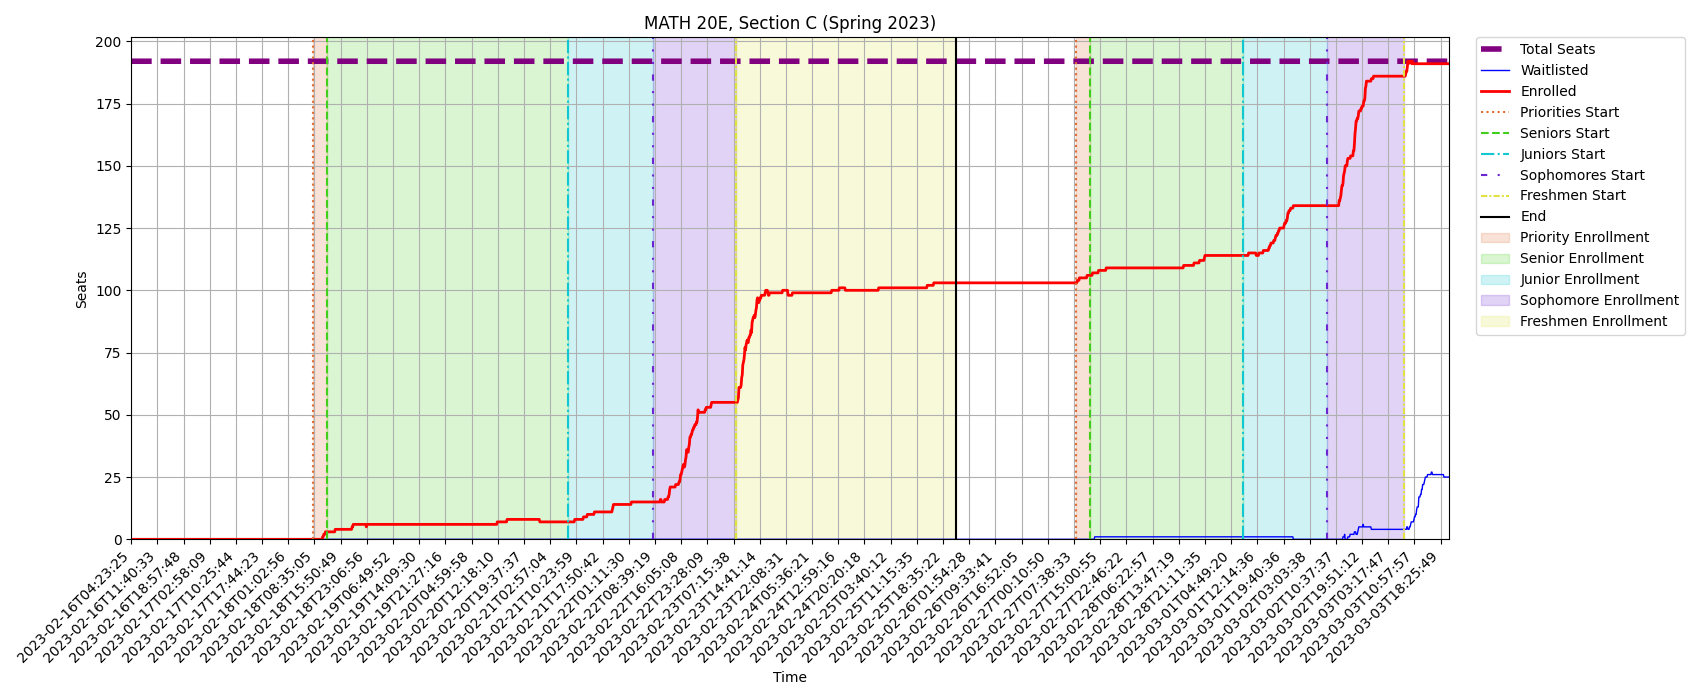 MATH 20E, Section C (Spring 2023)
Seats
200
175
150
125
100
75
50
25
0
2023-02-16T04:23:25
2023-02-16T11:40:33
2023-02-16T18:57:48
2023-02-17T02:58:09
2023-02-17T10:25:44
2023-02-17T17:44:23
2023-02-18T01:02:56
2023-02-18T08:35:05
2023-02-18T15:50:49
2023-02-18T23:06:56
2023-02-19T06:49:52
2023-02-19T14:09:30
2023-02-19T21:27:16
2023-02-20T04:59:58
2023-02-20T12:18:10
2023-02-20T19:37:37
2023-02-21T02:57:04
2023-02-21T10:23:59
2023-02-21T17:50:42
2023-02-22T01:11:30
2023-02-22T08:39:19
2023-02-22T16:05:08
2023-02-22T23:28:09
2023-02-23T07:15:38
2023-02-23T14:41:14
2023-02-23T22:08:31
2023-02-24T05:36:21
2023-02-24T12:59:16
2023-02-24T20:20:18
2023-02-25T03:40:12
2023-02-25T11:15:35
2023-02-25T18:35:22
2023-02-26T01:54:28
2023-02-26T09:33:41
2023-02-26T16:52:05
2023-02-27T00:10:50
2023-02-27T07:38:33
2023-02-27T15:00:55
2023-02-27T22:46:22
2023-02-28T06:22:57
2023-02-28T13:47:19
2023-02-28T21:11:35
2023-03-01T04:49:20
2023-03-01T12:14:36
2023-03-01T19:40:36
2023-03-02T03:03:38
2023-03-02T10:37:37
2023-03-02T19:51:12
2023-03-03T03:17:47
2023-03-03T10:57:57
2023-03-03T18:25:49
Time
Total Seats
Waitlisted
Enrolled
Priorities Start
Seniors Start
Juniors Start
Sophomores Start
Freshmen Start
End
Priority Enrollment
Senior Enrollment
Junior Enrollment
Sophomore Enrollment
Freshmen Enrollment